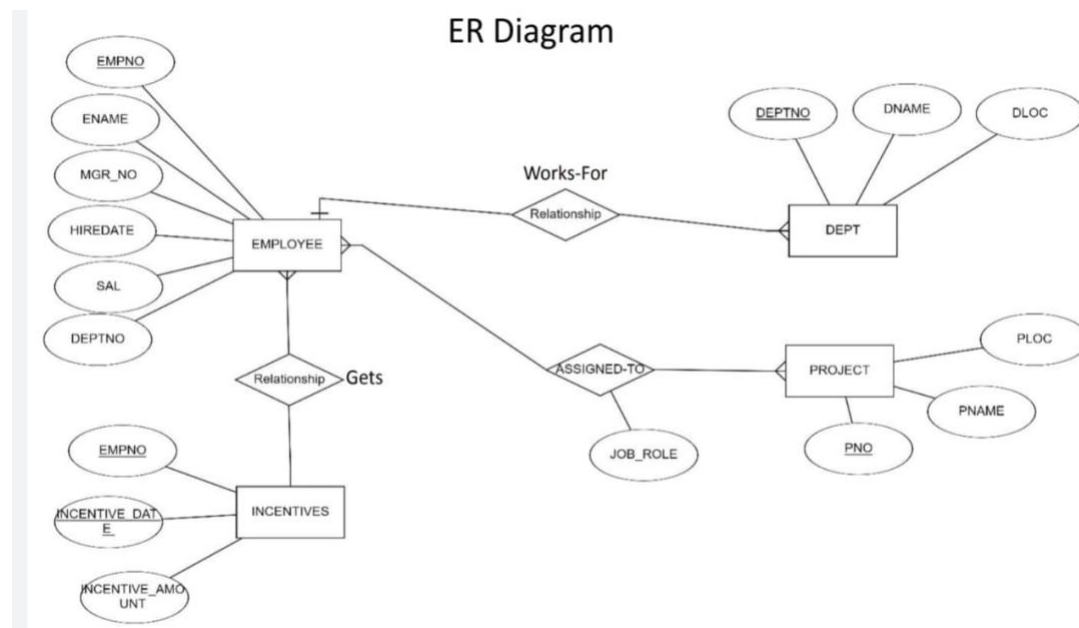 ER Diagram
EMPNO
ENAME
MGR_NO
HIREDATE
SAL
DEPTNO
EMPLOYEE
Works-For
Relationship
DEPTNO
DNAME
DLOC
DEPT
Relationship
Gets
ASSIGNED-TO
JOB_ROLE
PROJECT
PLOC
PNAME
PNO
EMPNO
INCENTIVE_DAT
E
INCENTIVE_AMO
UNT
INCENTIVES